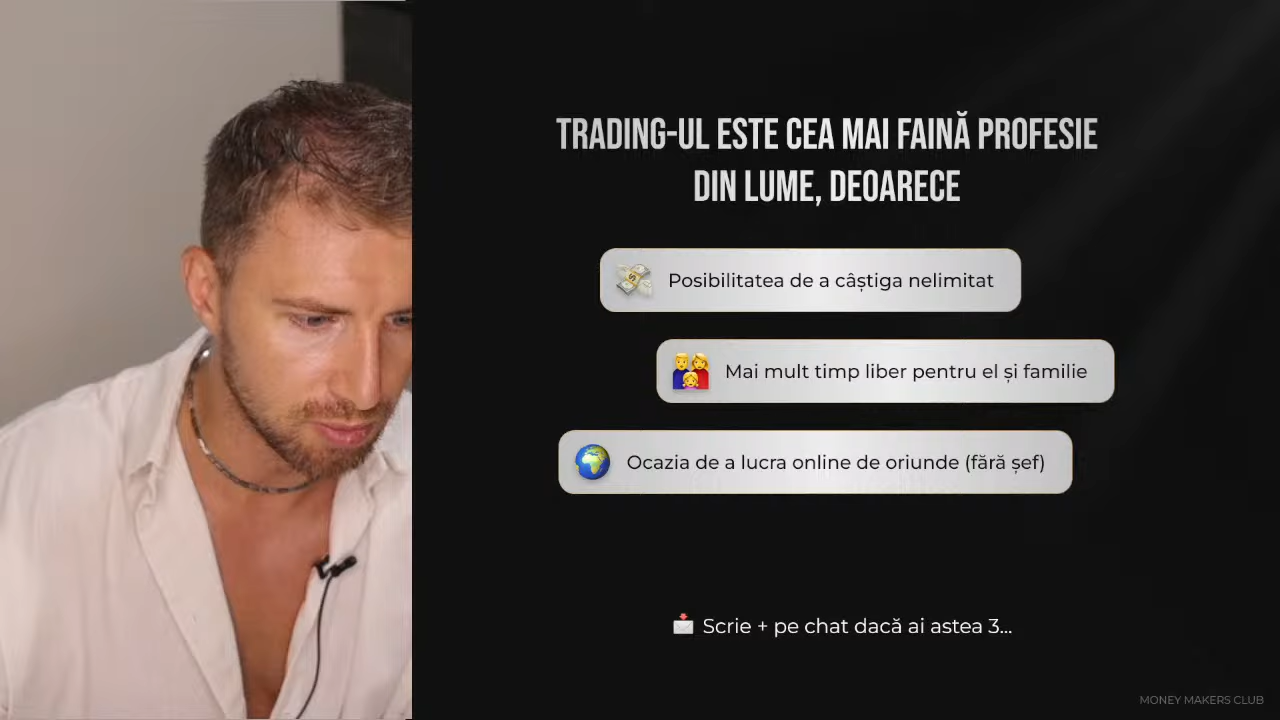 TRADING-UL ESTE CEA MAI FAINĂ PROFESIE
DIN LUME, DEOARECE
Posibilitatea de a câștiga nelimitat
Mai mult timp liber pentru el și familie
Ocazia de a lucra online de oriunde (fără șef)
Scrie + pe chat dacă ai astea 3...
MONEY MAKERS CLUB